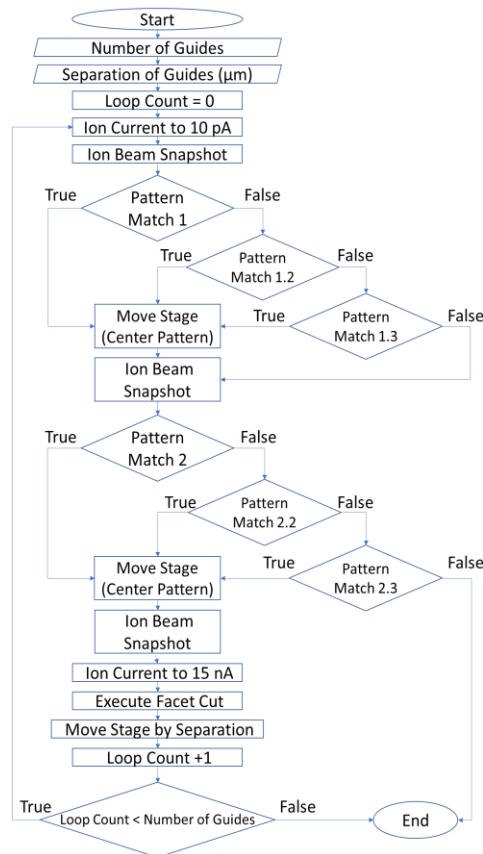 Start
Number of Guides
Separation of Guides (µm)
Loop Count = 0
Ion Current to 10 pA
Ion Beam Snapshot
True
Pattern
Match 1
False
True
Pattern
Match 1.2
False
Move Stage
(Center Pattern)
True
Pattern
Match 1.3
False
Ion Beam
Snapshot
True
Pattern
Match 2
False
True
Pattern
Match 2.2
False
Move Stage
(Center Pattern)
True
Pattern
Match 2.3
False
Ion Beam
Snapshot
Ion Current to 15 nA
Execute Facet Cut
Move Stage by Separation
Loop Count +1
True
Loop Count < Number of Guides
False
End